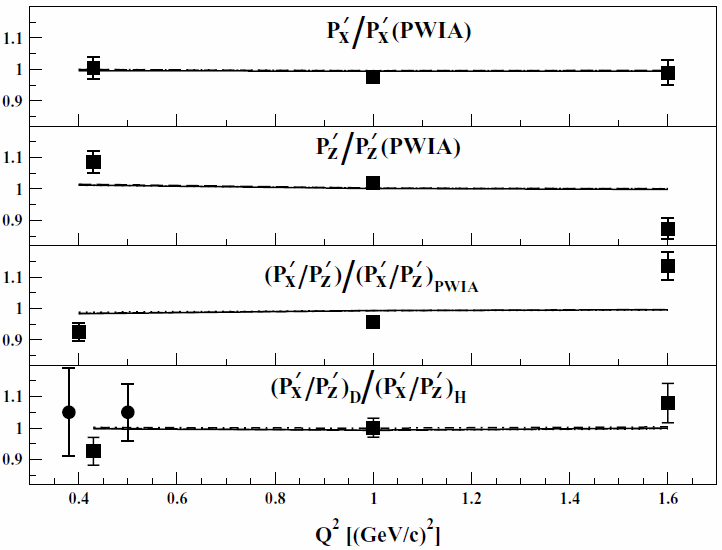 P′X/P′X(PWIA)
1.1
1
0.9
P′Z/P′Z(PWIA)
1.1
1
0.9
(P′X/P′Z)/(P′X/P′Z)PWIA
1.1
1
0.9
(P′X/P′Z)D/(P′X/P′Z)H
1.1
1
0.9
0.4 0.6 0.8 1 1.2 1.4 1.6
Q² [(GeV/c)²]